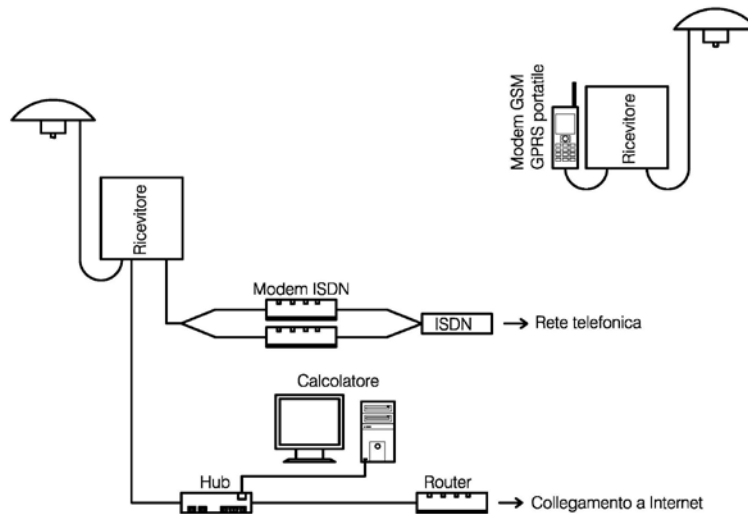 Modem GSM
GPRS portatile
Ricevitore
Ricevitore
Modem ISDN
ISDN
Rete telefonica
Calcolatore
Hub
Router
Collegamento a Internet